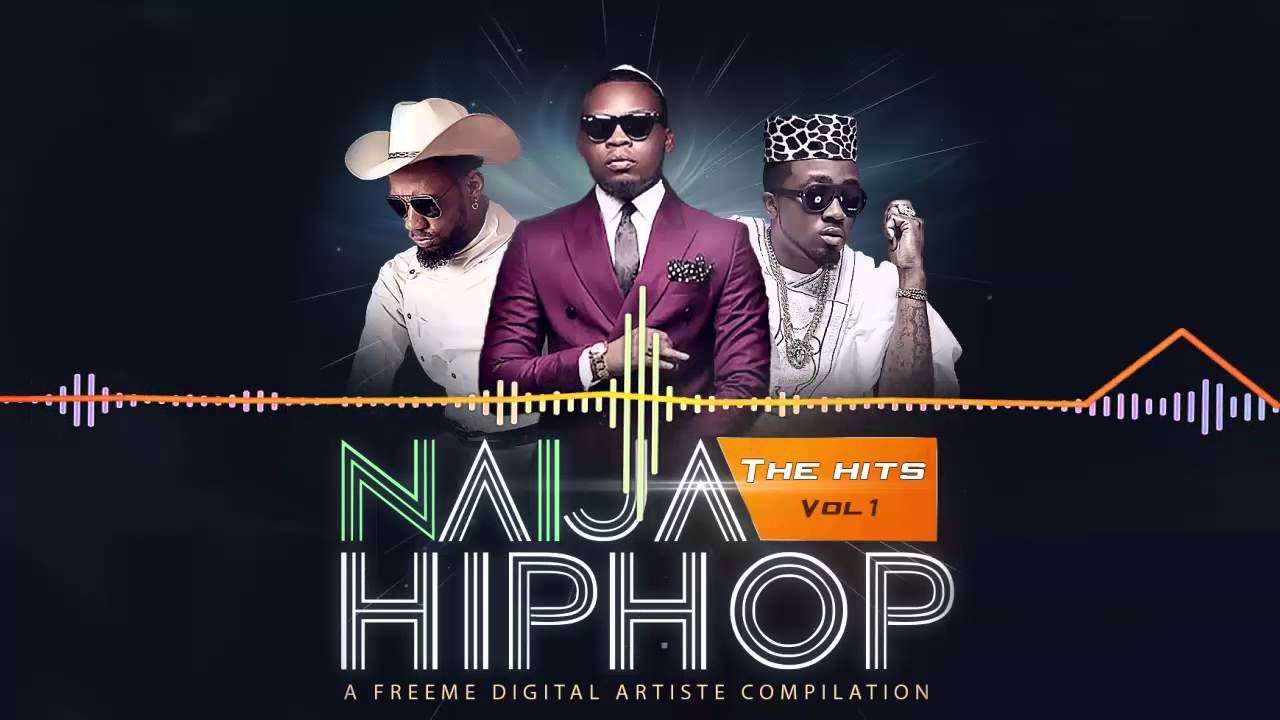 NAIJA
THE HITS
VOL 1
HIPHOP
A FREEME DIGITAL ARTISTE COMPILATION